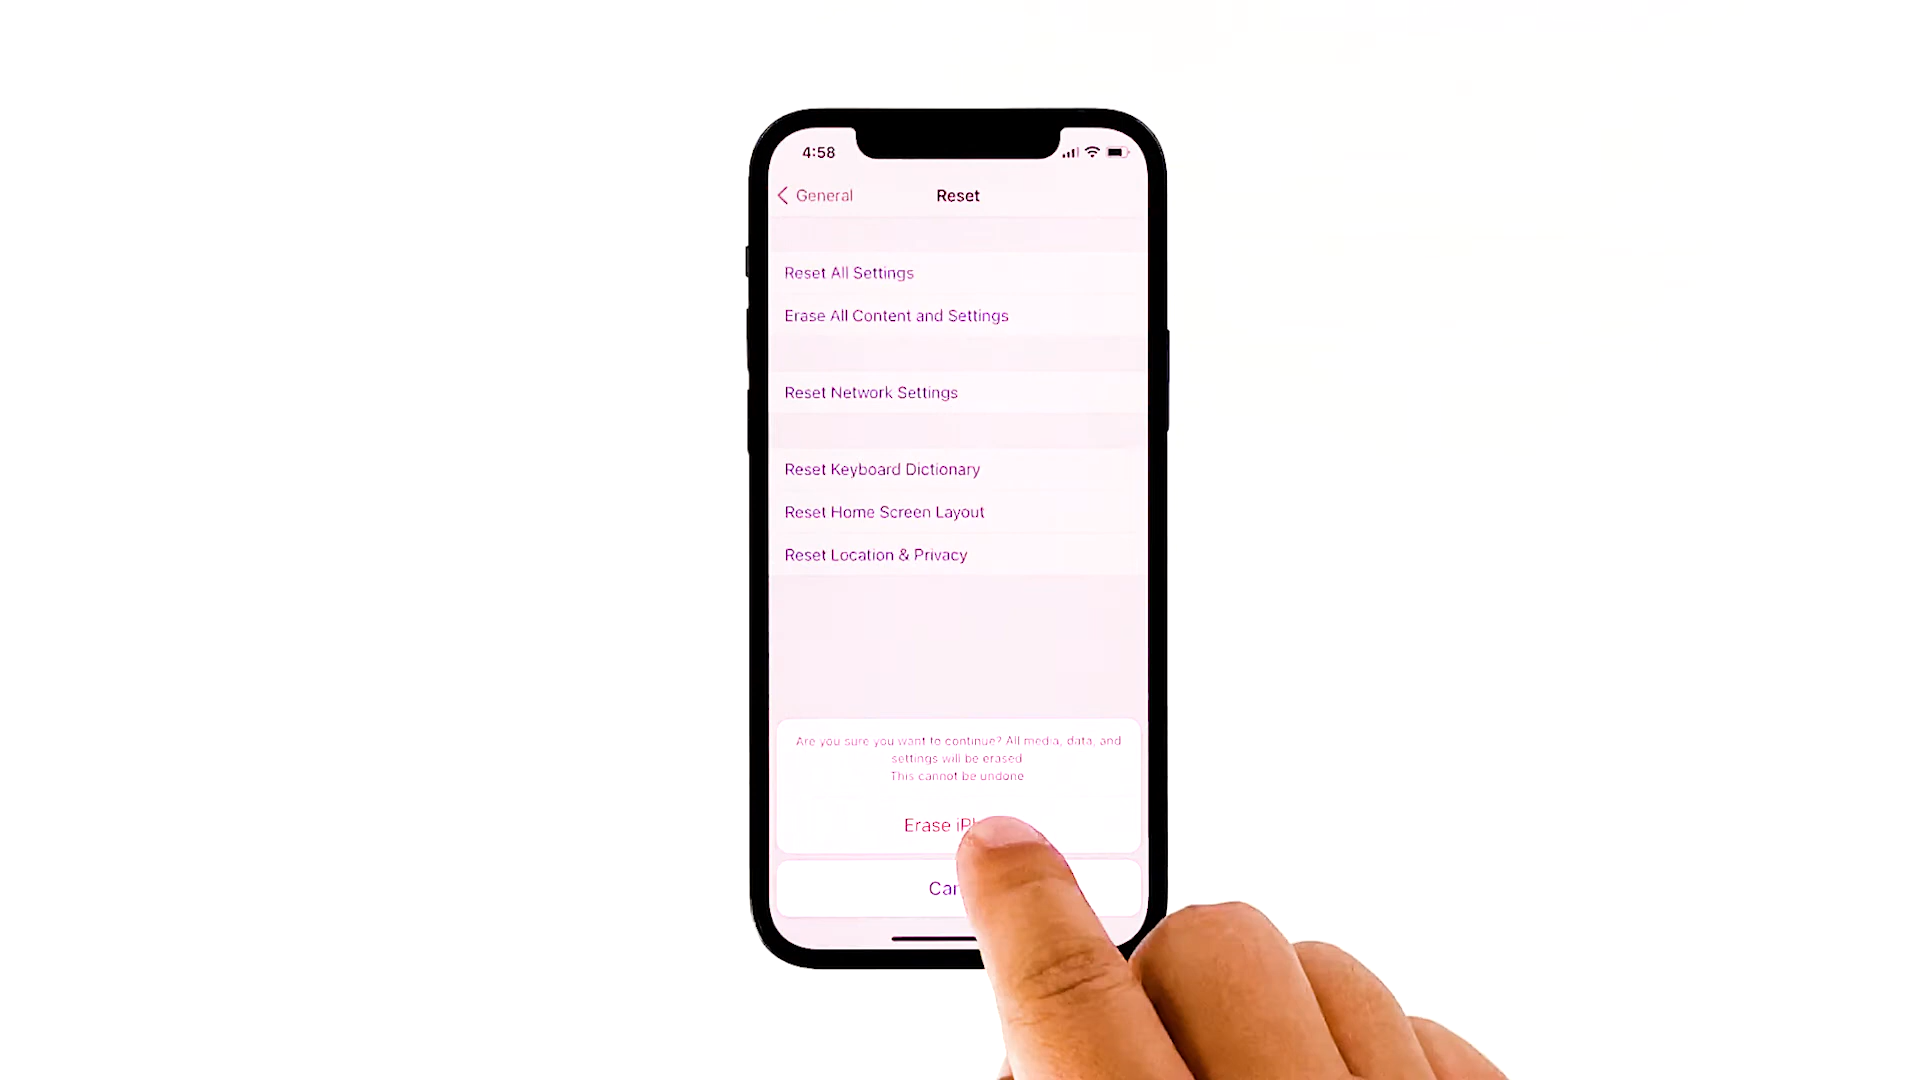 4:58
General
Reset
Reset All Settings
Erase All Content and Settings
Reset Network Settings
Reset Keyboard Dictionary
Reset Home Screen Layout
Reset Location & Privacy
Are you sure you want to continue? All media, data, and
settings will be erased
This cannot be undone
Erase